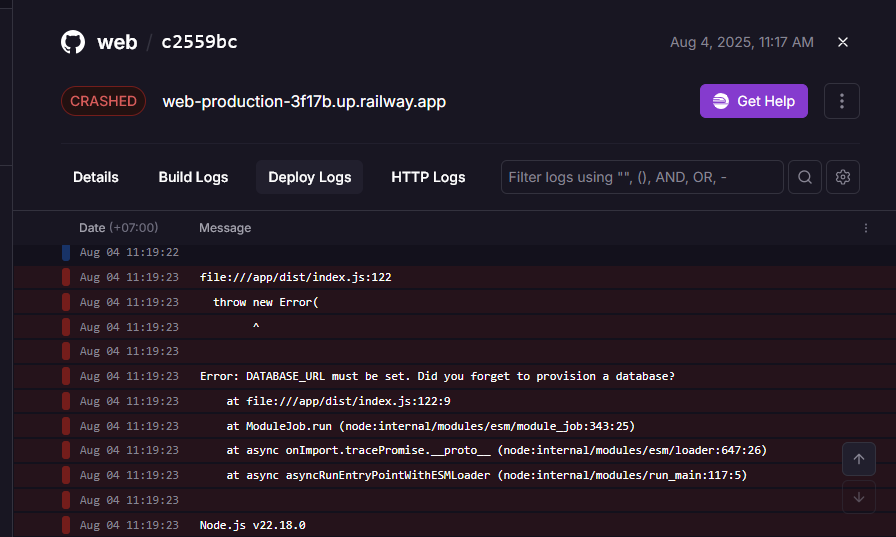 web / c2559bc
Aug 4, 2025, 11:17 AM
CRASHED
web-production-3f17b.up.railway.app
Get Help
Details
Build Logs
Deploy Logs
HTTP Logs
Filter logs using "", (), AND, OR, -
Date (+07:00) Message
Aug 04 11:19:22
Aug 04 11:19:23 file:///app/dist/index.js:122
Aug 04 11:19:23 throw new Error(
Aug 04 11:19:23 ^
Aug 04 11:19:23
Aug 04 11:19:23 Error: DATABASE_URL must be set. Did you forget to provision a database?
Aug 04 11:19:23 at file:///app/dist/index.js:122:9
Aug 04 11:19:23 at ModuleJob.run (node:internal/modules/esm/module_job:343:25)
Aug 04 11:19:23 at async onImport.tracePromise.__proto__ (node:internal/modules/esm/loader:647:26)
Aug 04 11:19:23 at async asyncRunEntryPointWithESMLoader (node:internal/modules/run_main:117:5)
Aug 04 11:19:23
Aug 04 11:19:23 Node.js v22.18.0